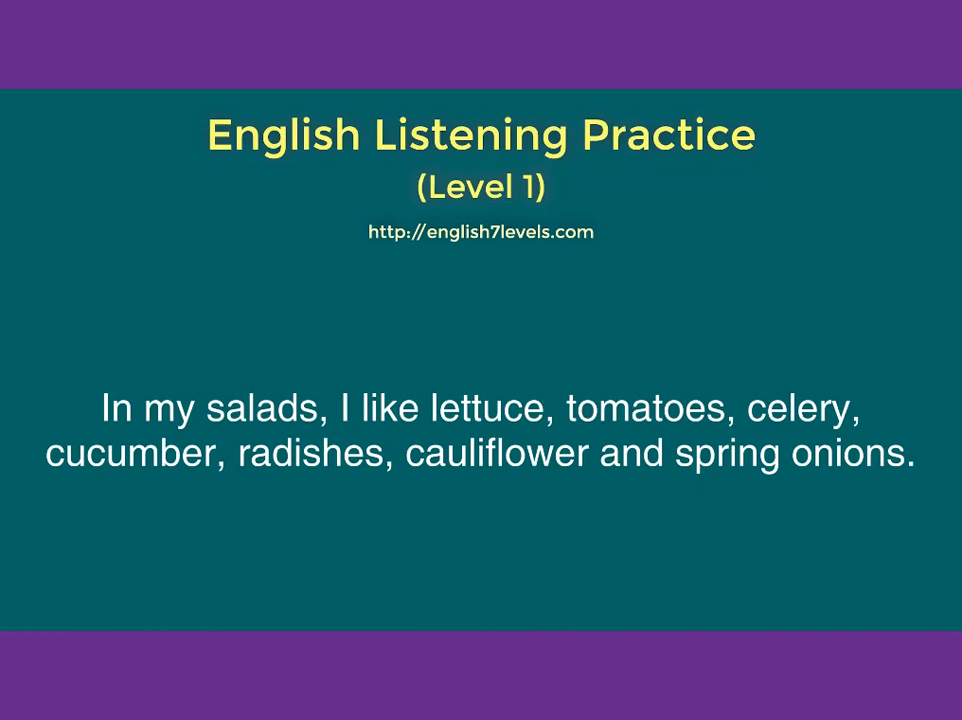 English Listening Practice
(Level 1)
http://english7levels.com
In my salads, I like lettuce, tomatoes, celery,
cucumber, radishes, cauliflower and spring onions.